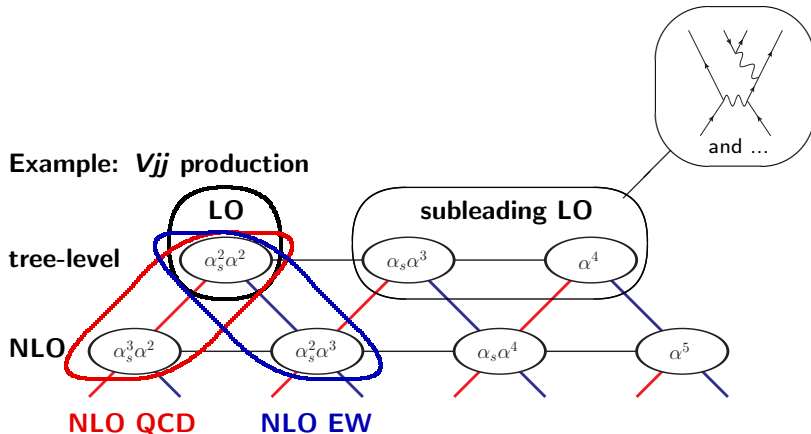 and ...
Example: Vjj production
LO subleading LO
tree-level α_s^2α^2 α_sα^3 α^4
NLO α_s^3α^2 α_s^2α^3 α_sα^4 α^5
NLO QCD NLO EW